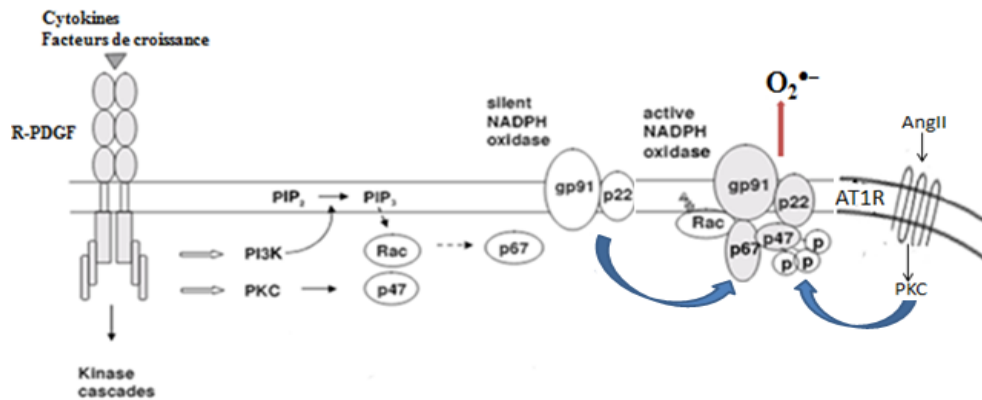 Cytokines
Facteurs de croissance
R-PDGF
silent
NADPH
oxidase
active
NADPH
oxidase
O₂•−
AngII
gp91
p22
gp91
p22
AT1R
PIP₂
PIP₃
Rac
p67
Rac
p67
p47
p
p
p
p
PI3K
PKC
p47
PKC
Kinase
cascades